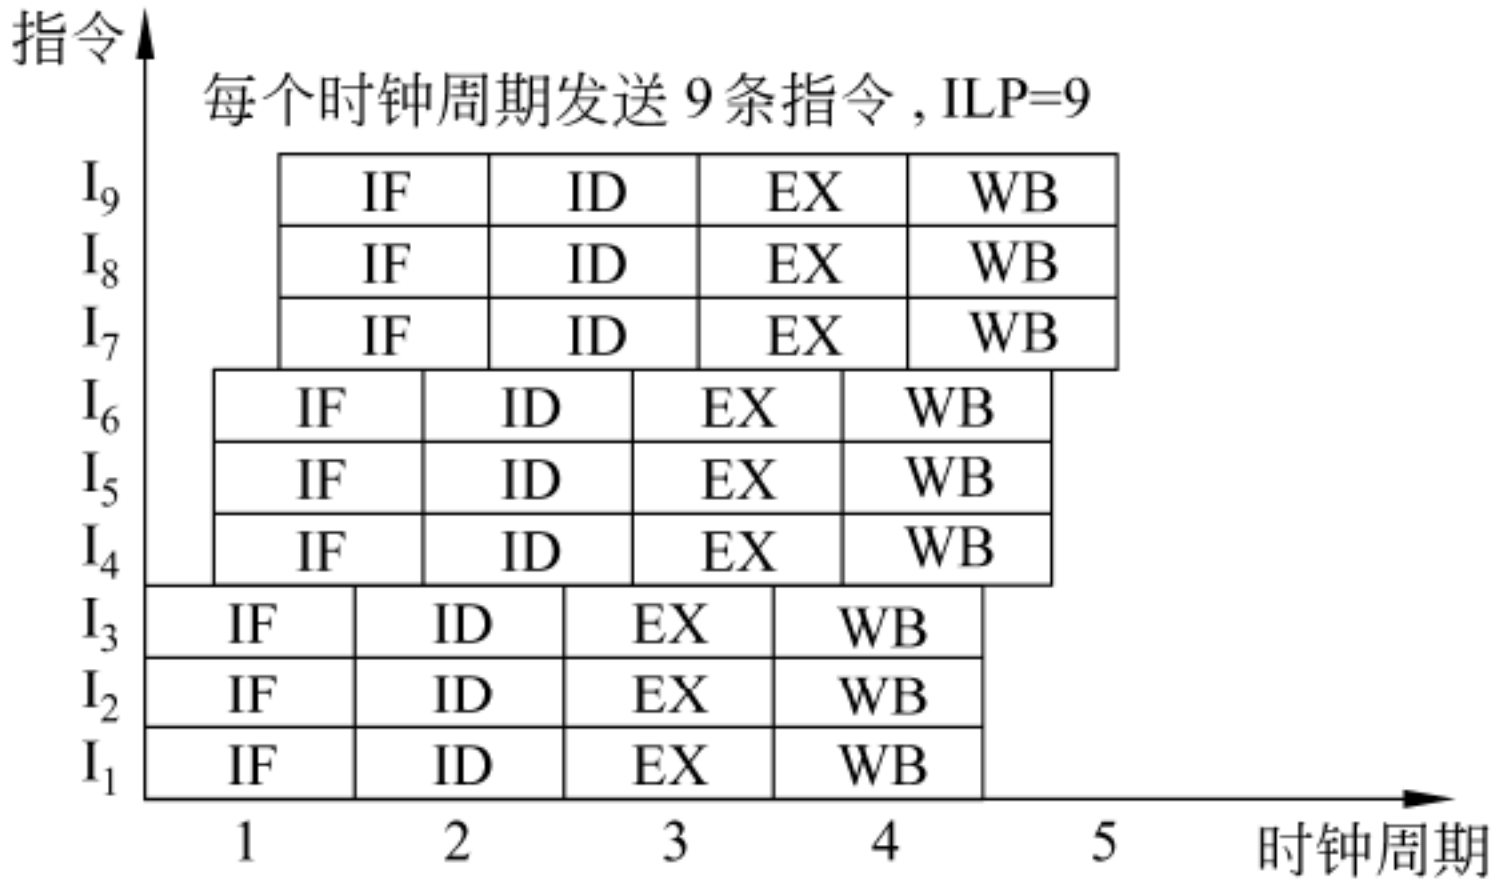 指令
每个时钟周期发送 9 条指令 , ILP=9
I9 IF ID EX WB
I8 IF ID EX WB
I7 IF ID EX WB
I6 IF ID EX WB
I5 IF ID EX WB
I4 IF ID EX WB
I3 IF ID EX WB
I2 IF ID EX WB
I1 IF ID EX WB
1 2 3 4 5 时钟周期